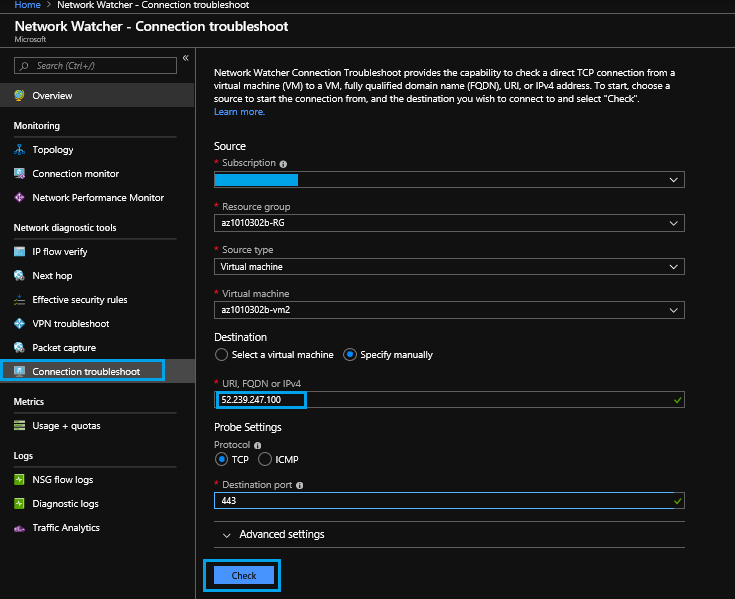 Home > Network Watcher - Connection troubleshoot
Network Watcher - Connection troubleshoot
Microsoft
Search (Ctrl+/)
«
Overview
Monitoring
Topology
Connection monitor
Network Performance Monitor
Network diagnostic tools
IP flow verify
Next hop
Effective security rules
VPN troubleshoot
Packet capture
Connection troubleshoot
Metrics
Usage + quotas
Logs
NSG flow logs
Diagnostic logs
Traffic Analytics
Network Watcher Connection Troubleshoot provides the capability to check a direct TCP connection from a
virtual machine (VM) to a VM, fully qualified domain name (FQDN), URI, or IPv4 address. To start, choose a
source to start the connection from, and the destination you wish to connect to and select "Check".
Learn more.
Source
* Subscription
* Resource group
az1010302b-RG
* Source type
Virtual machine
* Virtual machine
az1010302b-vm2
Destination
Select a virtual machine Specify manually
* URI, FQDN or IPv4
52.239.247.100
Probe Settings
Protocol
TCP ICMP
* Destination port
443
Advanced settings
Check